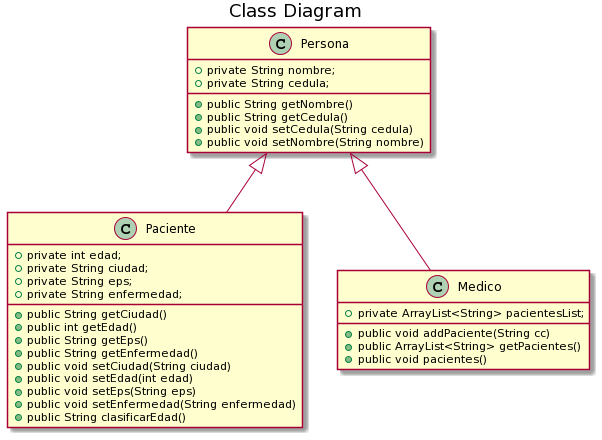 Class Diagram
C Persona
private String nombre;
private String cedula;
public String getNombre()
public String getCedula()
public void setCedula(String cedula)
public void setNombre(String nombre)
C Paciente
private int edad;
private String ciudad;
private String eps;
private String enfermedad;
public String getCiudad()
public int getEdad()
public String getEps()
public String getEnfermedad()
public void setCiudad(String ciudad)
public void setEdad(int edad)
public void setEps(String eps)
public void setEnfermedad(String enfermedad)
public String clasificarEdad()
C Medico
private ArrayList<String> pacientesList;
public void addPaciente(String cc)
public ArrayList<String> getPacientes()
public void pacientes()